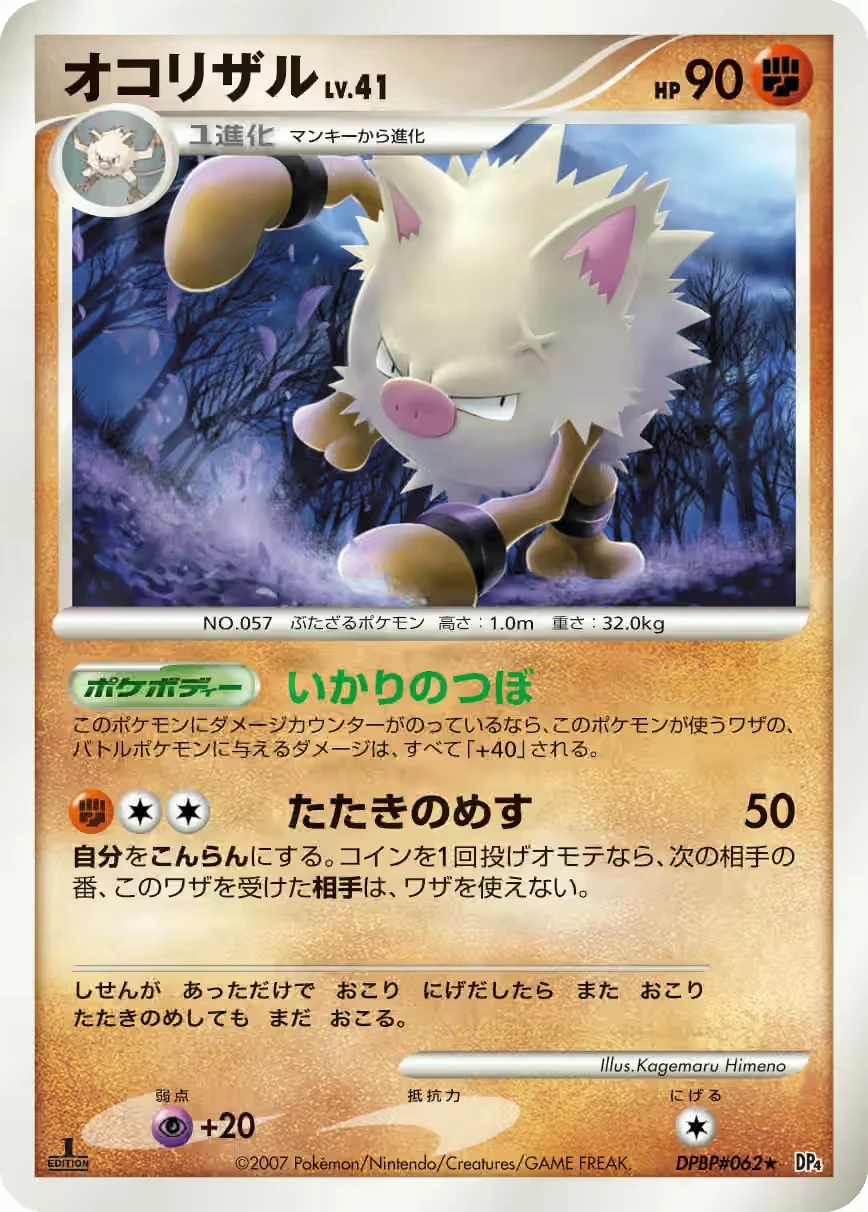 オコリザル LV.41 HP 90
1進化 マンキーから進化
NO.057 ぶたざるポケモン 高さ:1.0m 重さ:32.0kg
ポケボディー いかりのつぼ
このポケモンにダメージカウンターがのっているなら、このポケモンが使うワザの、
バトルポケモンに与えるダメージは、すべて「+40」される。
たたきのめす 50
自分をこんらんにする。コインを1回投げオモテなら、次の相手の
番、このワザを受けた相手は、ワザを使えない。
しせんが あっただけで おこり にげだしたら また おこり
たたきのめしても まだ おこる。
Illus.Kagemaru Himeno
弱点 抵抗力 にげる
+20
1 EDITION ©2007 Pokémon/Nintendo/Creatures/GAME FREAK. DPBP#062★ DP4